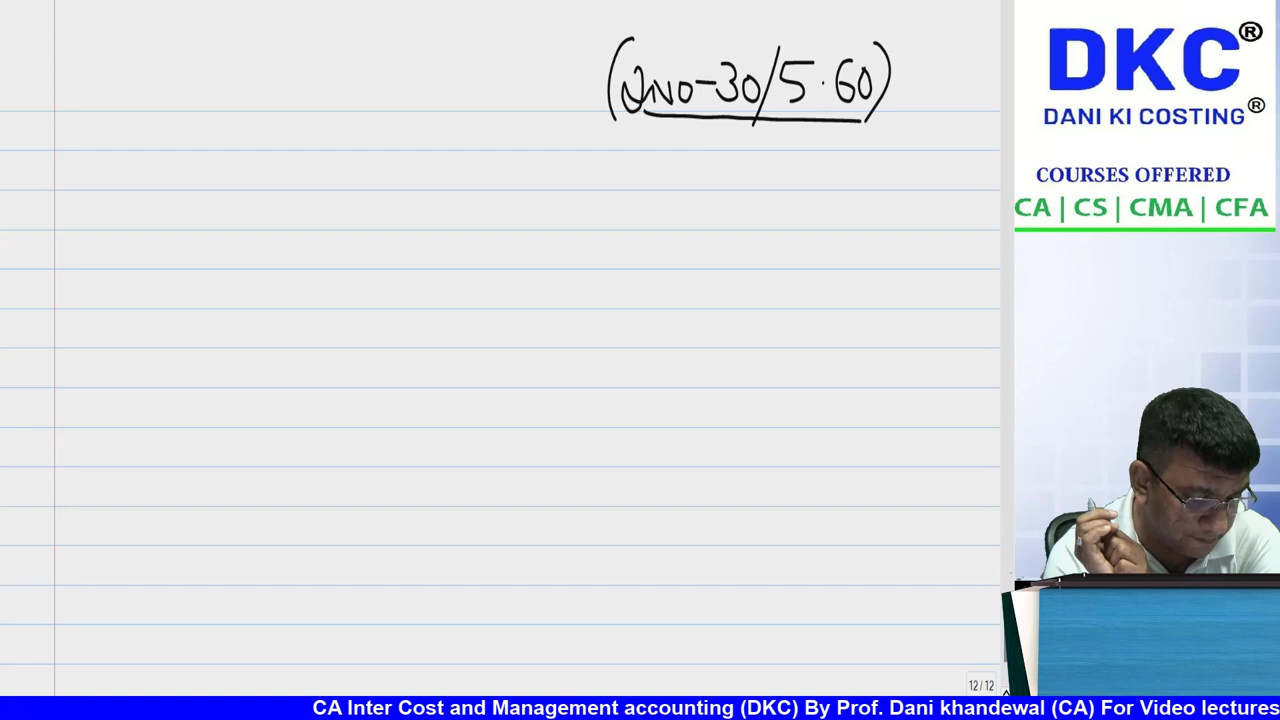 (QNo-30/5.60)
DKC®
DANI KI COSTING®
COURSES OFFERED
CA | CS | CMA | CFA
12/12
CA Inter Cost and Management accounting (DKC) By Prof. Dani khandewal (CA) For Video lectures